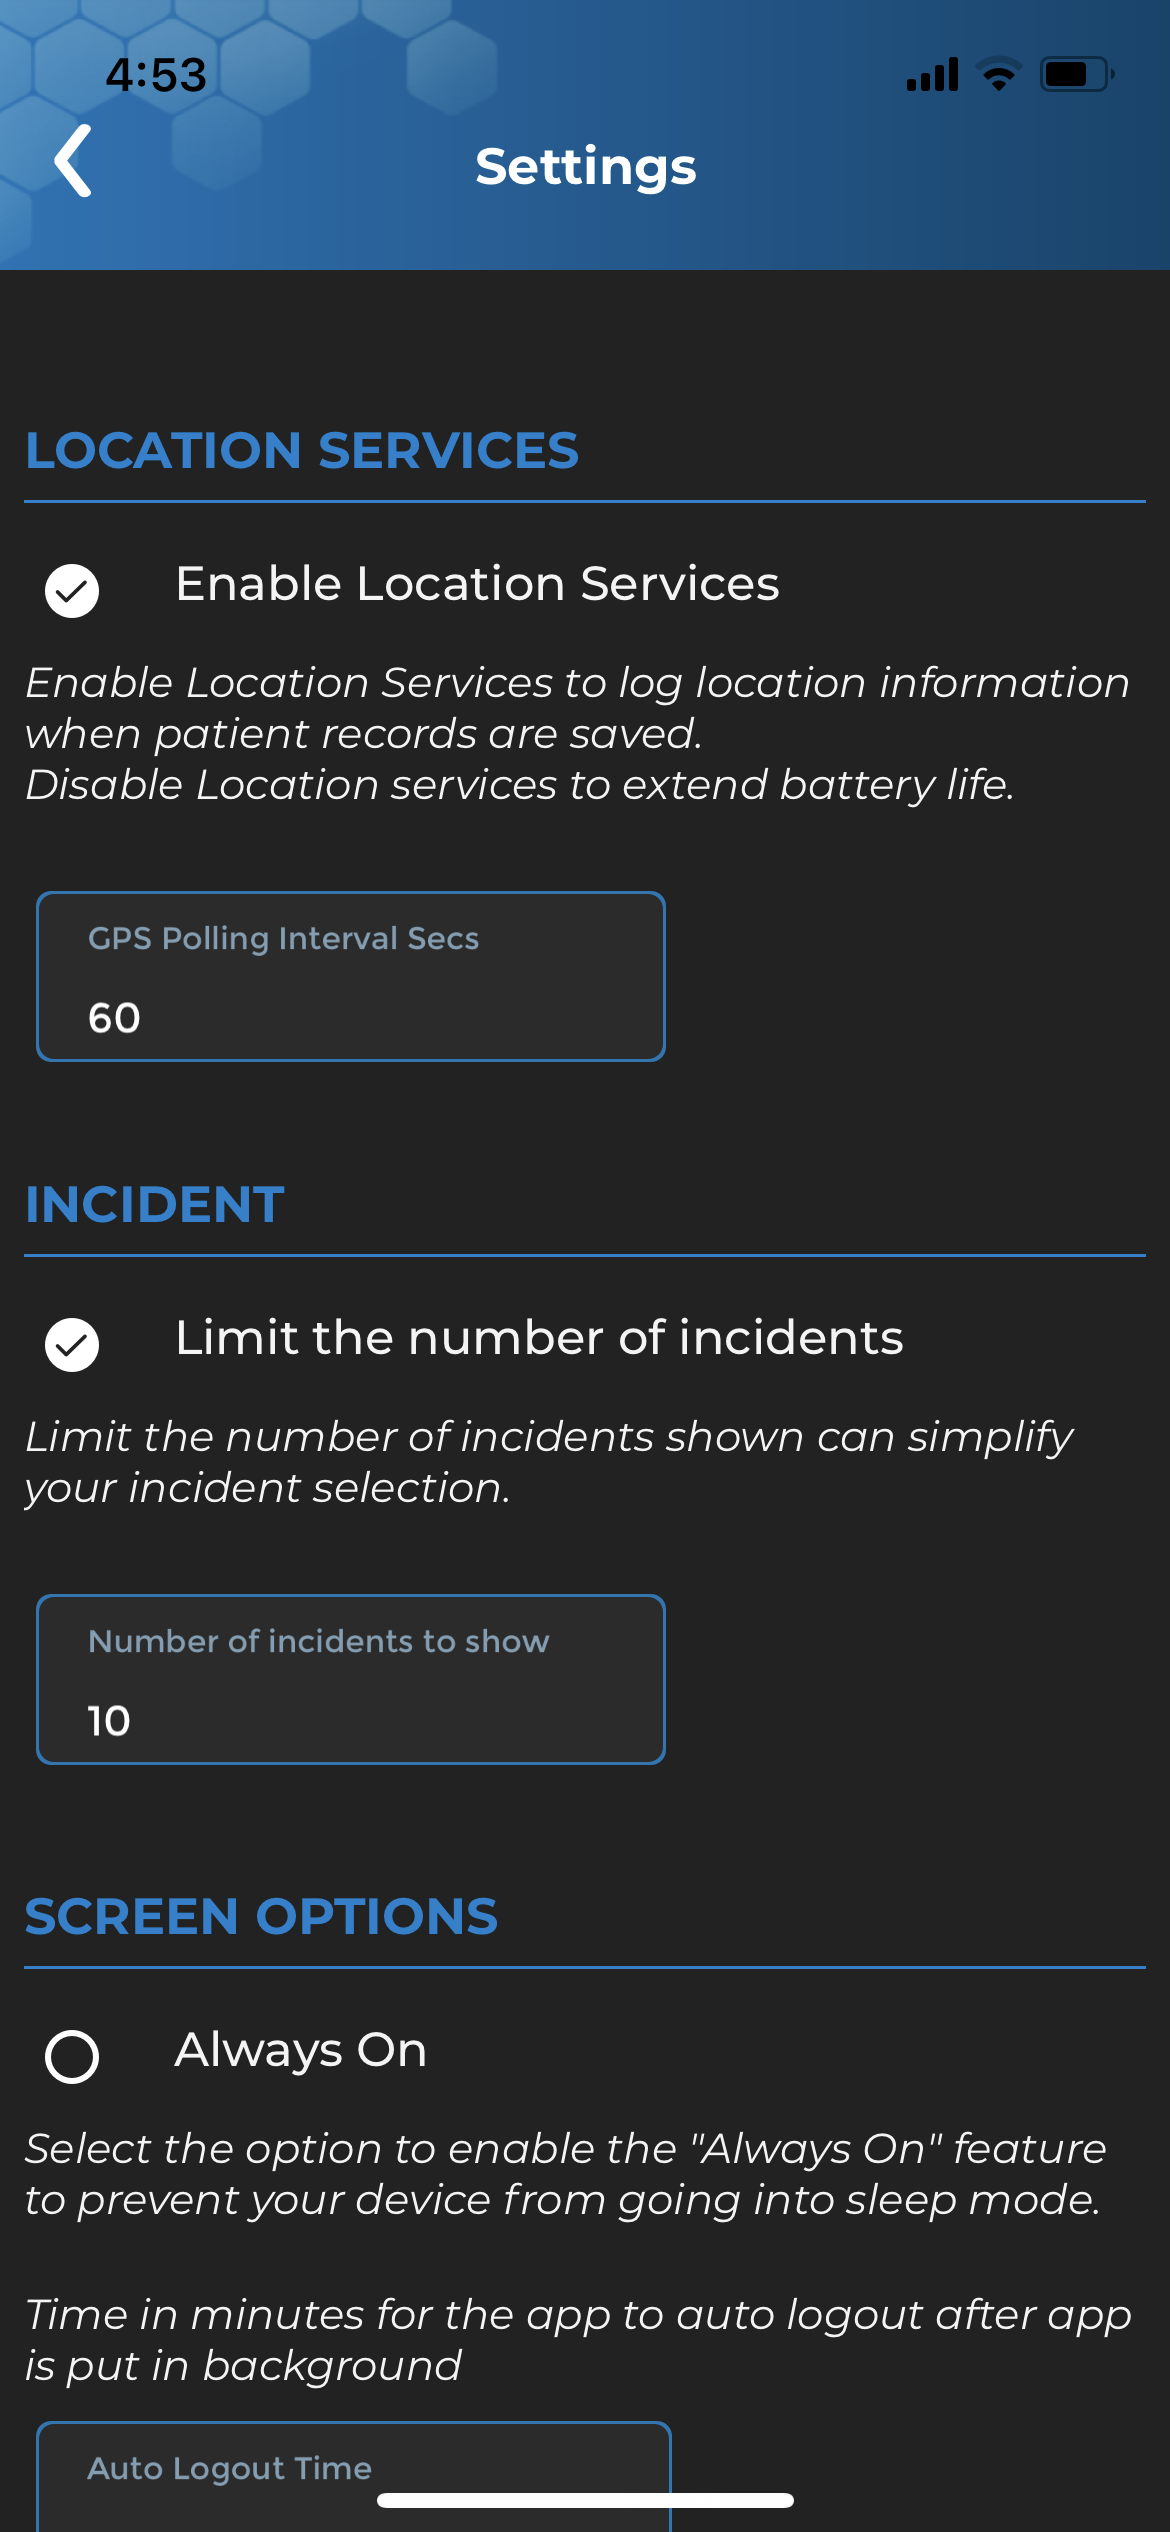 4:53
Settings
LOCATION SERVICES
Enable Location Services
Enable Location Services to log location information
when patient records are saved.
Disable Location services to extend battery life.
GPS Polling Interval Secs
60
INCIDENT
Limit the number of incidents
Limit the number of incidents shown can simplify
your incident selection.
Number of incidents to show
10
SCREEN OPTIONS
Always On
Select the option to enable the "Always On" feature
to prevent your device from going into sleep mode.
Time in minutes for the app to auto logout after app
is put in background
Auto Logout Time